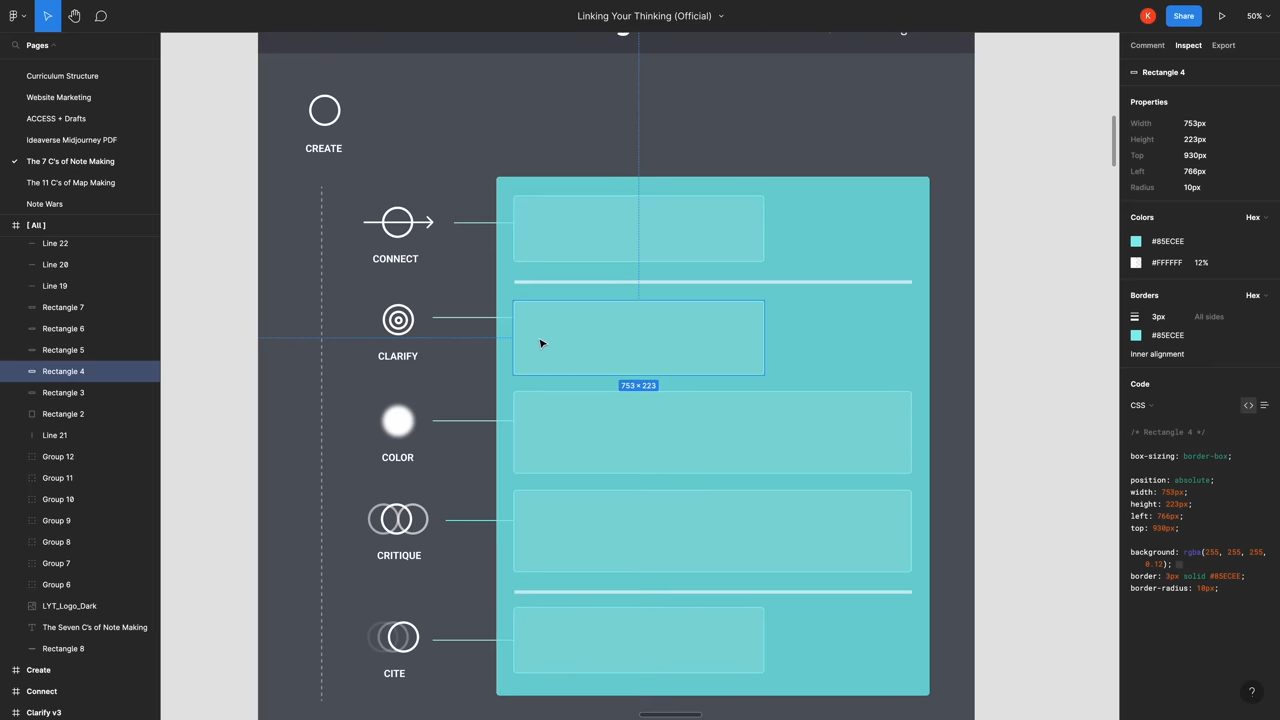 Linking Your Thinking (Official)
K
Share
50%
Pages
Curriculum Structure
Website Marketing
ACCESS + Drafts
Ideaverse Midjourney PDF
The 7 C's of Note Making
The 11 C's of Map Making
Note Wars
[ All ]
Line 22
Line 20
Line 19
Rectangle 7
Rectangle 6
Rectangle 5
Rectangle 4
Rectangle 3
Rectangle 2
Line 21
Group 12
Group 11
Group 10
Group 9
Group 8
Group 7
Group 6
LYT_Logo_Dark
The Seven C's of Note Making
Rectangle 8
Create
Connect
Clarify v3
CREATE
CONNECT
CLARIFY
753 × 223
COLOR
CRITIQUE
CITE
Comment Inspect Export
Rectangle 4
Properties
Width 753px
Height 223px
Top 930px
Left 766px
Radius 10px
Colors Hex
#85ECEE
#FFFFFF 12%
Borders Hex
3px All sides
#85ECEE
Inner alignment
Code
CSS
/* Rectangle 4 */
box-sizing: border-box;
position: absolute;
width: 753px;
height: 223px;
left: 766px;
top: 930px;
background: rgba(255, 255, 255,
0.12);
border: 3px solid #85ECEE;
border-radius: 10px;
?